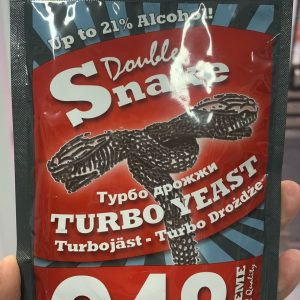 Up to 21% Alcohol!
Double
Snake
Турбо дрожжи
TURBO YEAST
Turbojäst - Turbo Drożdże